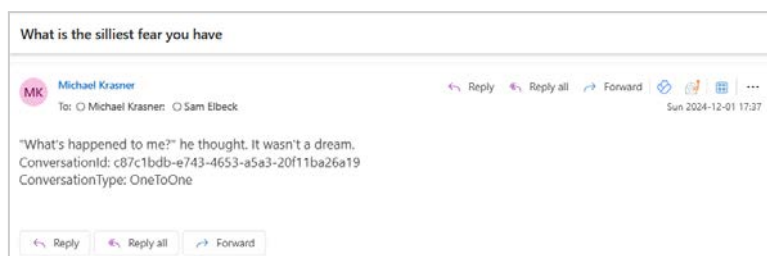 What is the silliest fear you have
MK
Michael Krasner
Reply
Reply all
Forward
To: Michael Krasner; Sam Elbeck
Sun 2024-12-01 17:37
"What's happened to me?" he thought. It wasn't a dream.
ConversationId: c87c1bdb-e743-4653-a5a3-20f11ba26a19
ConversationType: OneToOne
Reply
Reply all
Forward